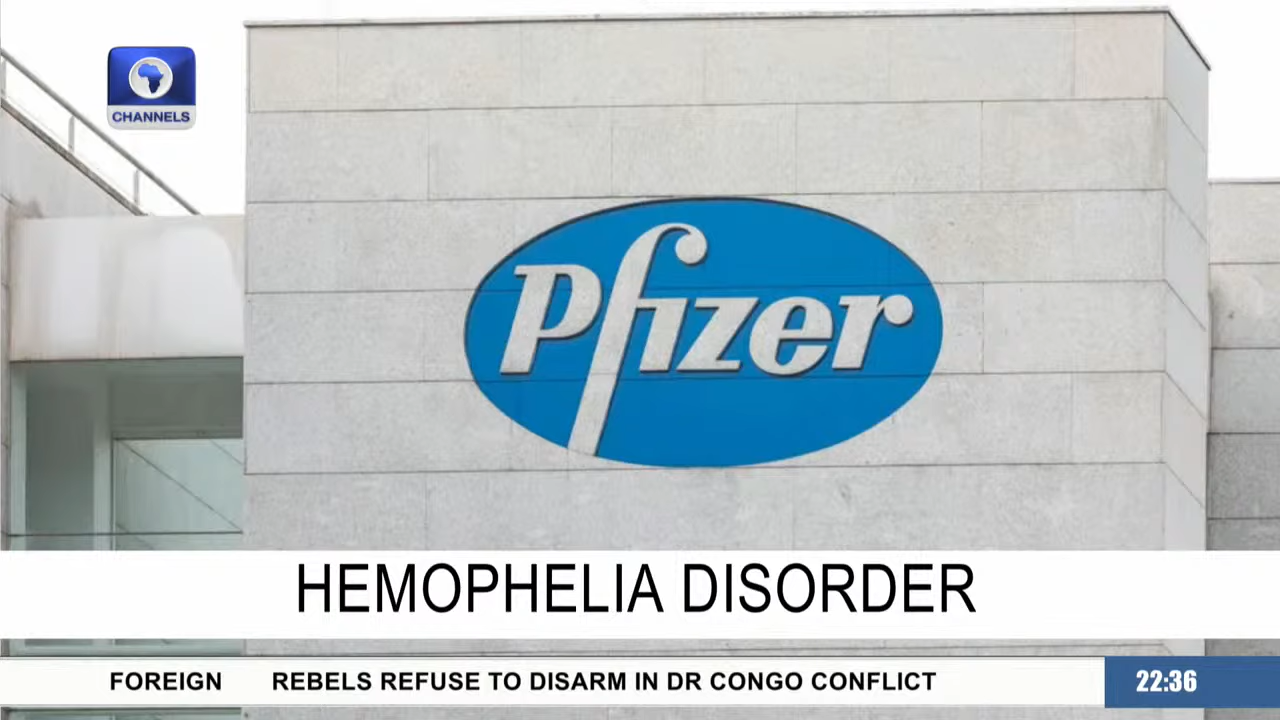 CHANNELS
Pfizer
HEMOPHELIA DISORDER
FOREIGN REBELS REFUSE TO DISARM IN DR CONGO CONFLICT
22:36